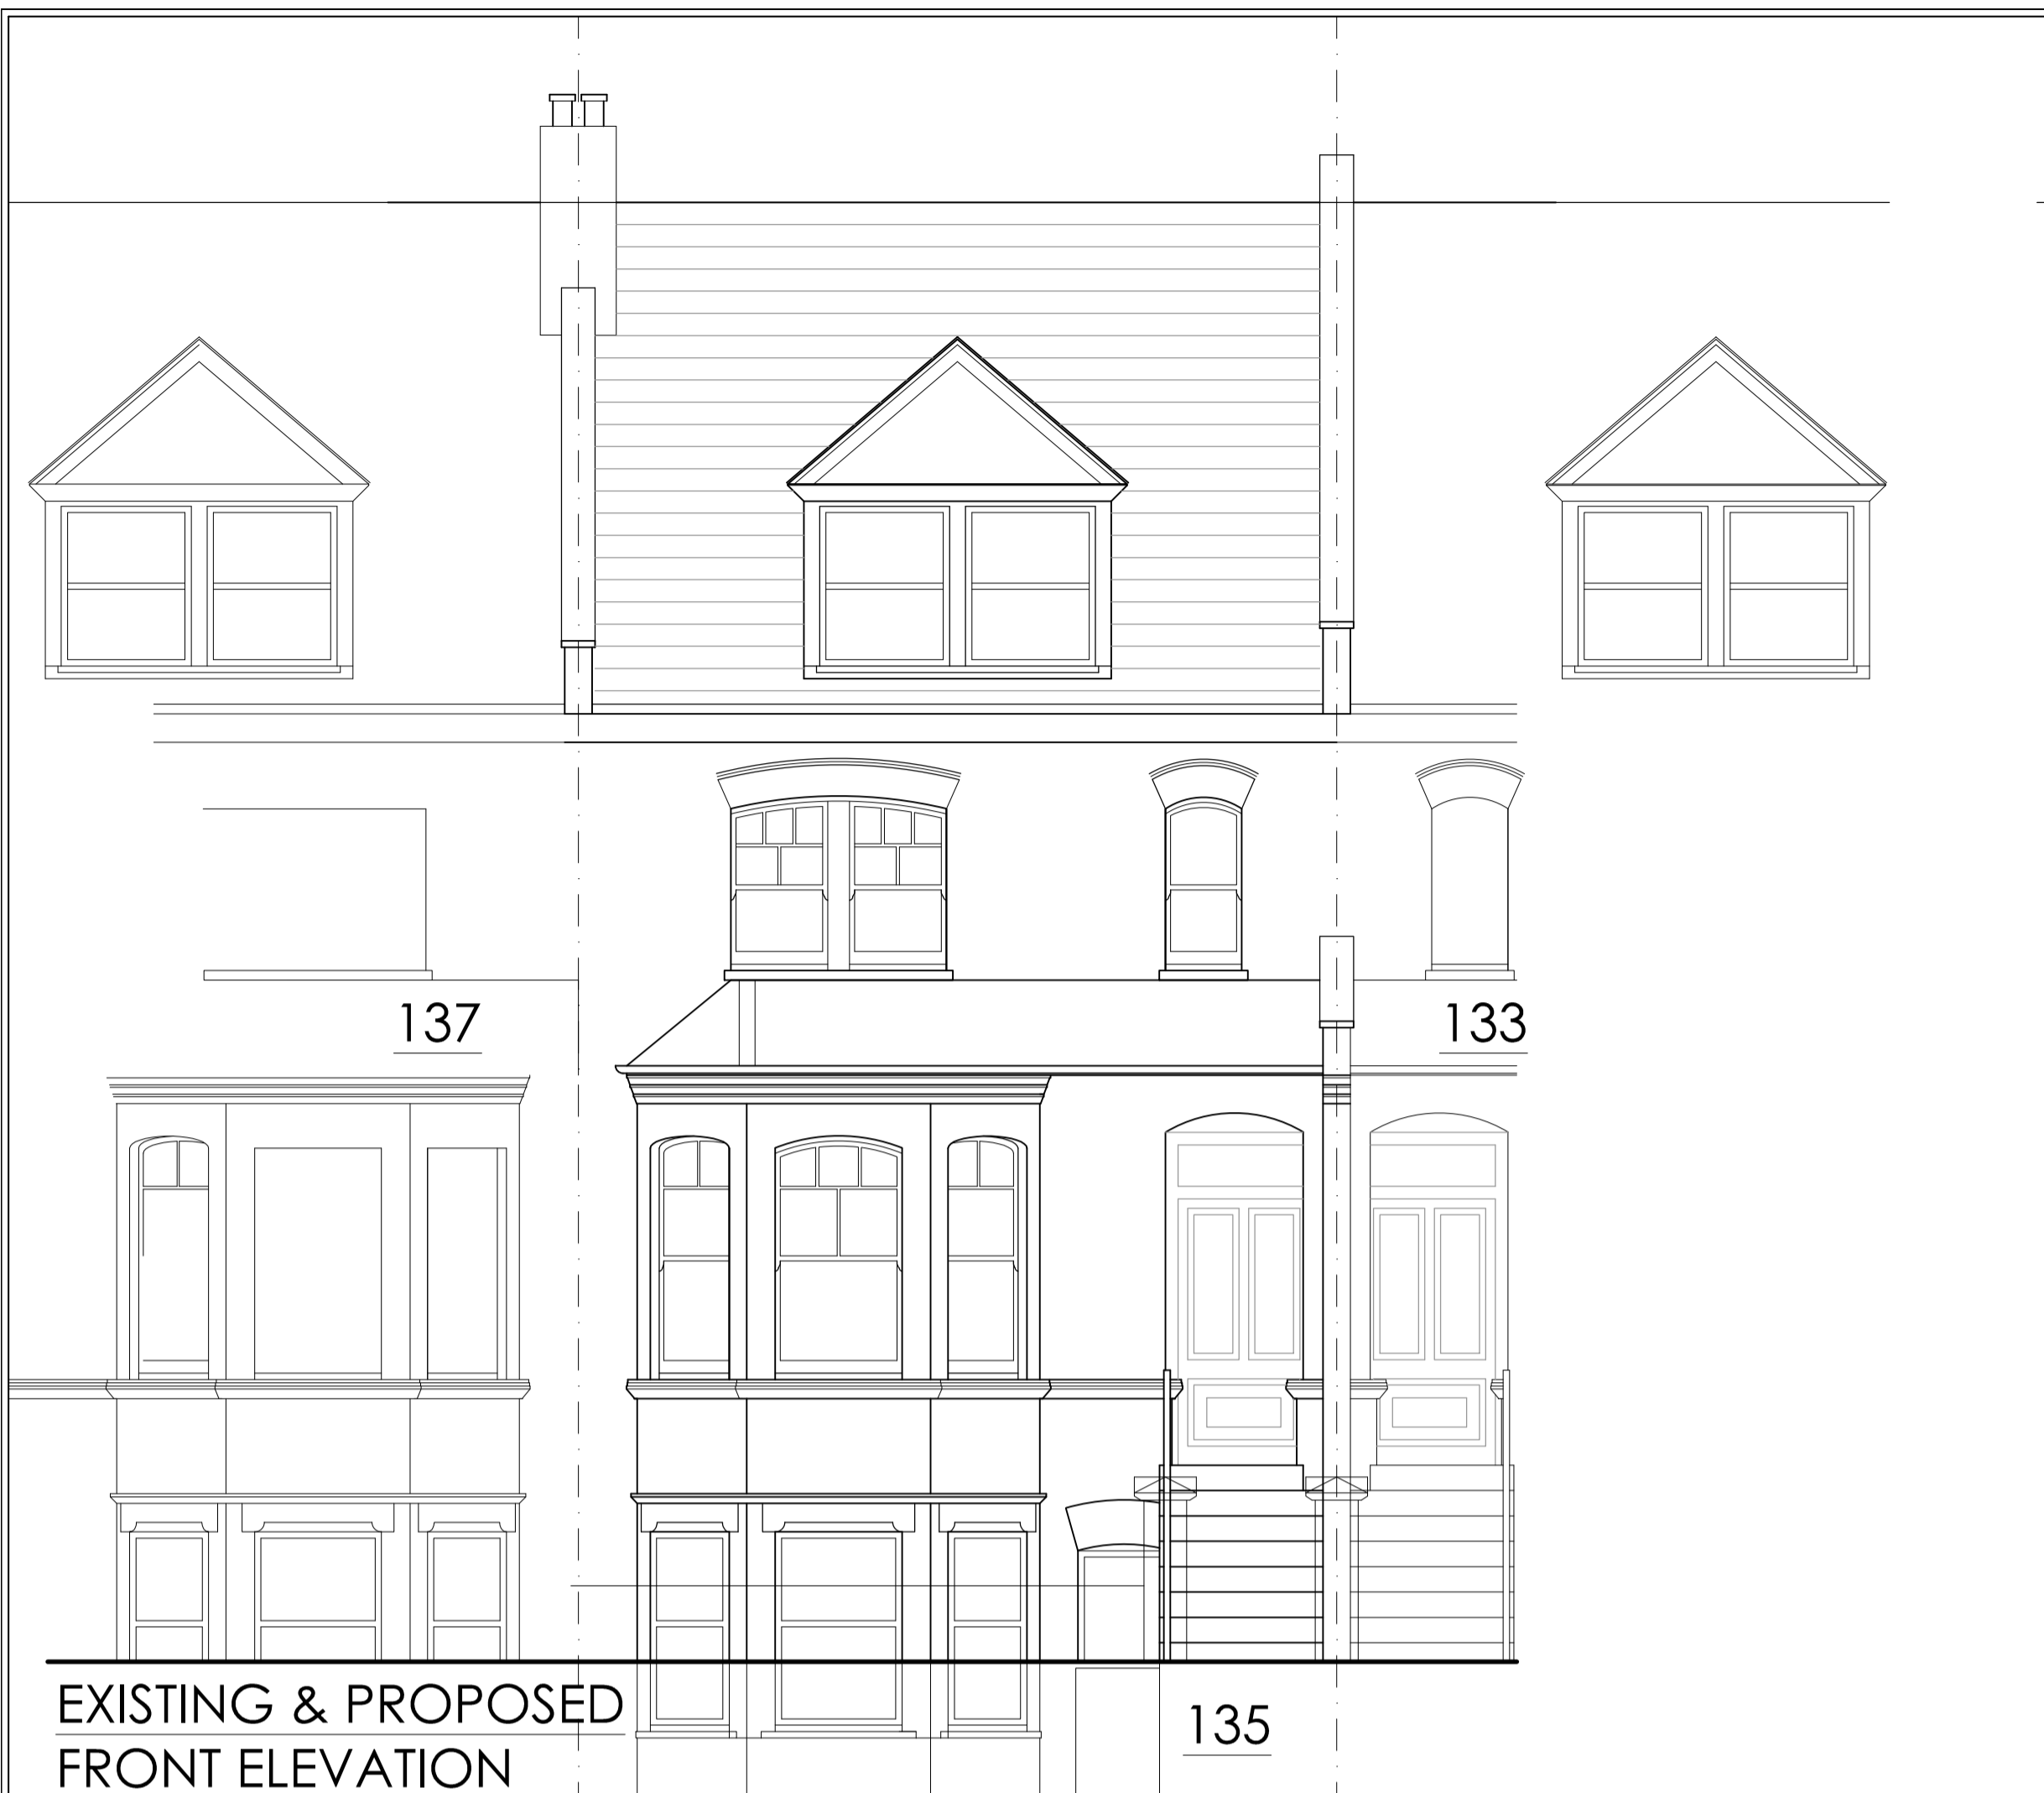 137
133
EXISTING & PROPOSED
FRONT ELEVATION
135